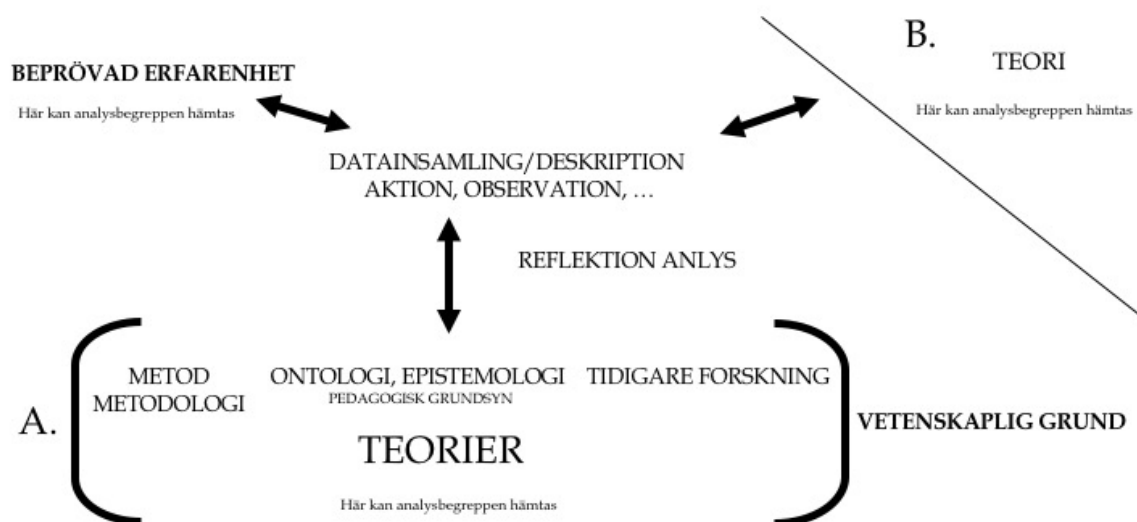 B.
TEORI
Här kan analysbegreppen hämtas
BEPRÖVAD ERFARENHET
Här kan analysbegreppen hämtas
DATAINSAMLING/DESKRIPTION
AKTION, OBSERVATION, …
REFLEKTION ANLYS
A.
METOD
METODOLOGI
ONTOLOGI, EPISTEMOLOGI
PEDAGOGISK GRUNDSYN
TIDIGARE FORSKNING
TEORIER
Här kan analysbegreppen hämtas
VETENSKAPLIG GRUND